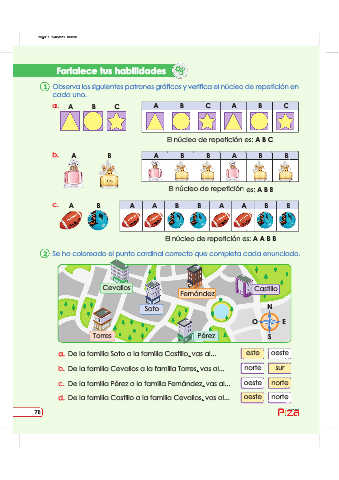 Fortalece tus habilidades
1 Observa los siguientes patrones gráficos y verifica el núcleo de repetición en
cada uno.
a. A B C
A B C A B C
El núcleo de repetición es: A B C
b. A B
A B B A B B
El núcleo de repetición es: A B B
c. A B
A A B B A A B B
El núcleo de repetición es: A A B B
2 Se ha coloreado el punto cardinal correcto que completa cada enunciado.
Cevallos
Fernández
Castillo
Soto
Torres
Pérez
N
O E
S
a. De la familia Soto a la familia Castillo, vas al... este oeste
b. De la familia Cevallos a la familia Torres, vas al... norte sur
c. De la familia Pérez a la familia Fernández, vas al... oeste norte
d. De la familia Castillo a la familia Cevallos, vas al... oeste norte
78